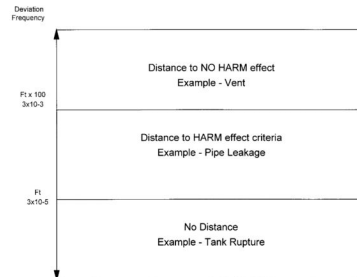 Deviation
Frequency
Distance to NO HARM effect
Example - Vent
Ft x 100
3x10-3
Distance to HARM effect criteria
Example - Pipe Leakage
Ft
3x10-5
No Distance
Example - Tank Rupture